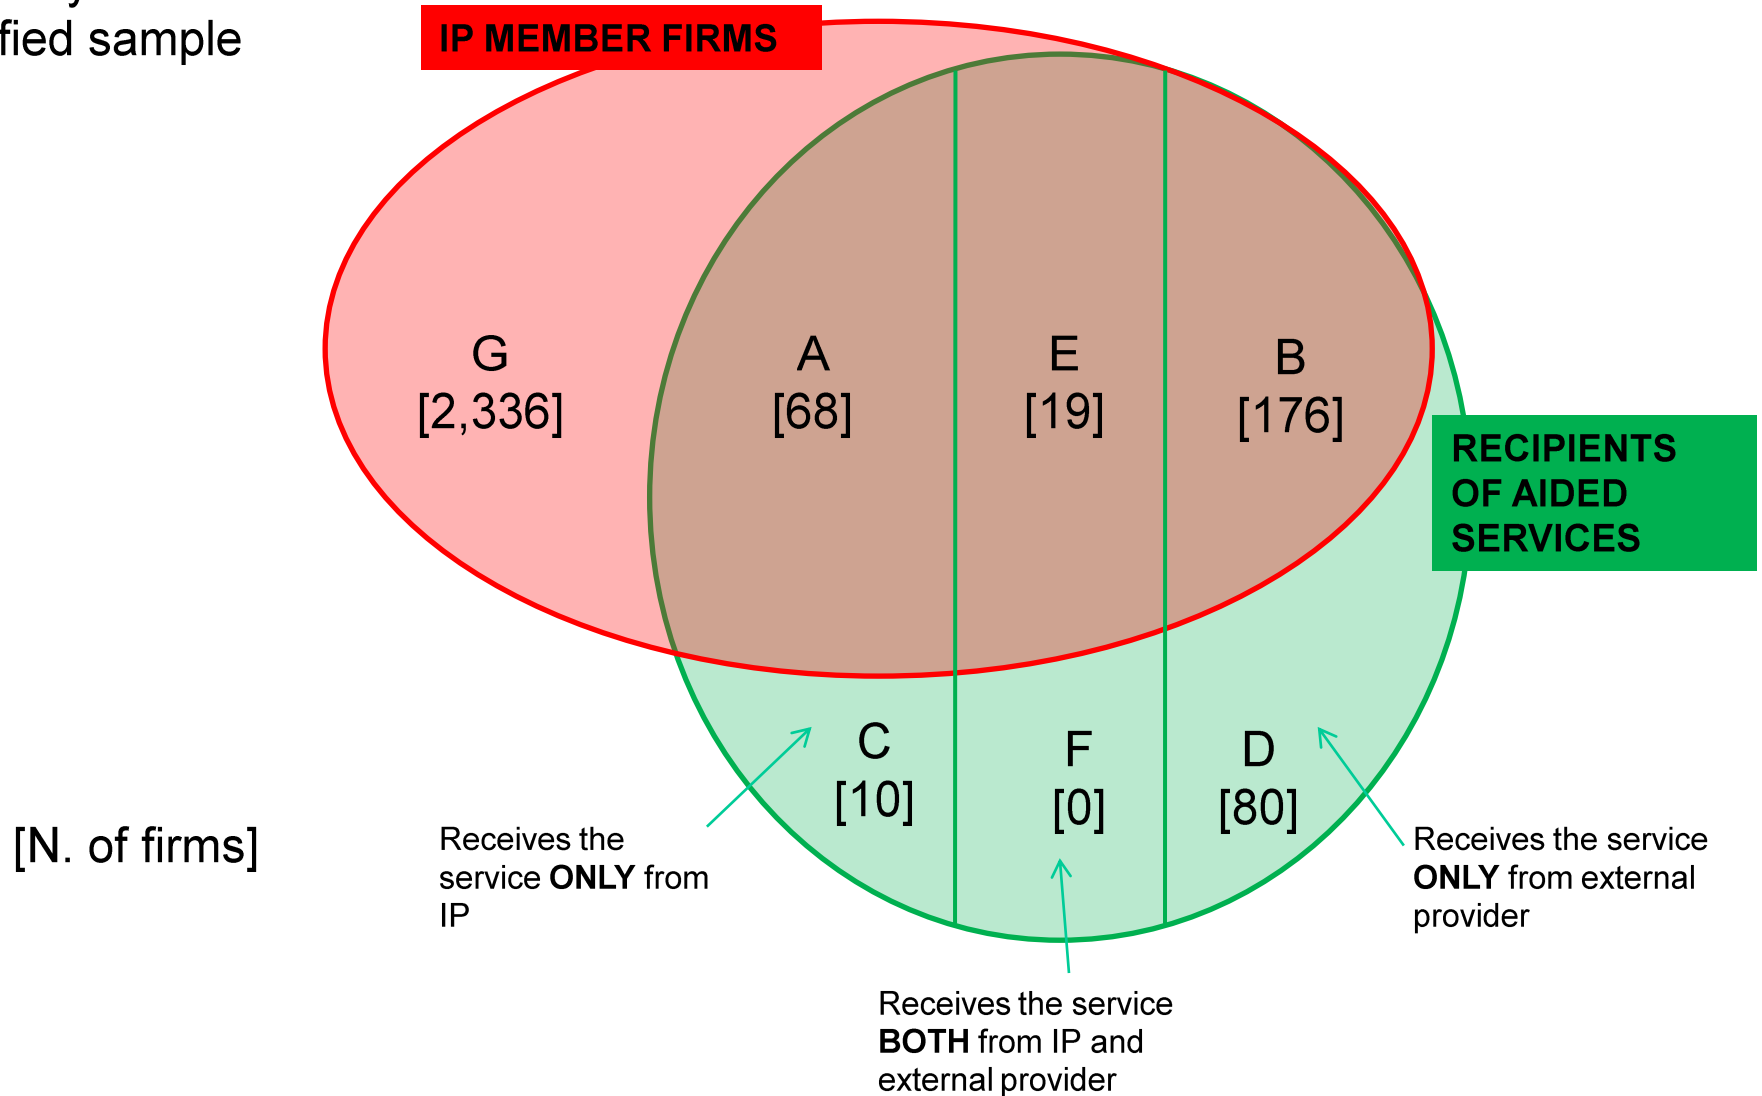 fied sample
IP MEMBER FIRMS
G
[2,336]
A
[68]
E
[19]
B
[176]
RECIPIENTS
OF AIDED
SERVICES
C
[10]
F
[0]
D
[80]
[N. of firms]
Receives the
service ONLY from
IP
Receives the service
ONLY from external
provider
Receives the service
BOTH from IP and
external provider